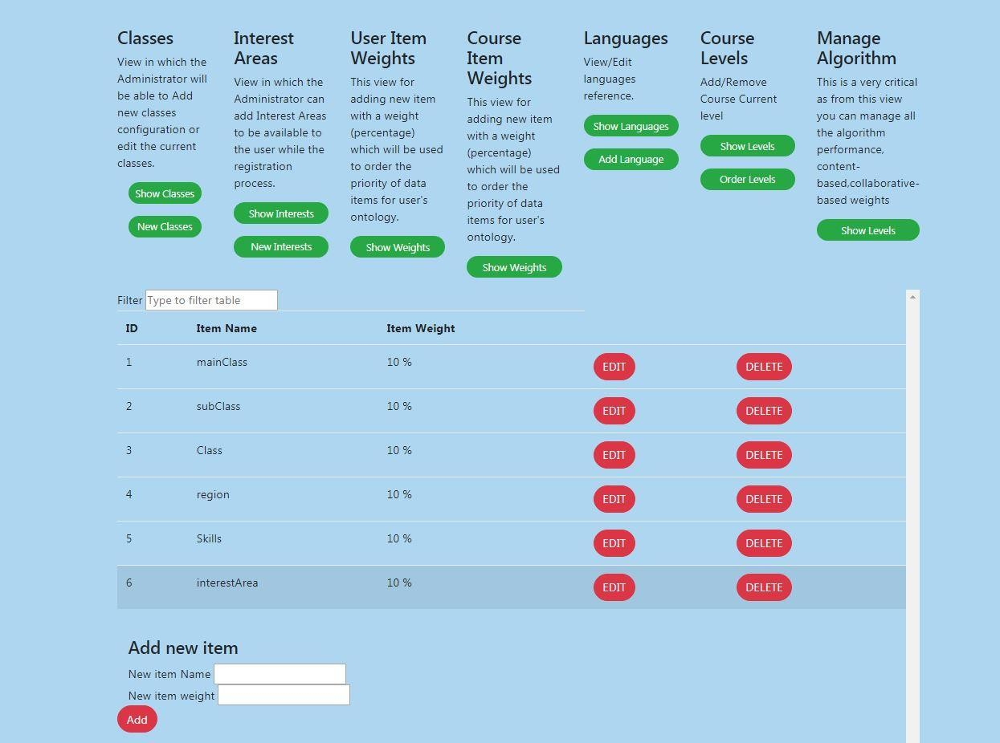 Classes
View in which the
Administrator will
be able to Add
new classes
configuration or
edit the current
classes.
Show Classes
New Classes
Interest
Areas
View in which the
Administrator can
add Interest Areas
to be available to
the user while the
registration
process.
Show Interests
New Interests
User Item
Weights
This view for
adding new item
with a weight
(percentage)
which will be used
to order the
priority of data
items for user's
ontology.
Show Weights
Course
Item
Weights
This view for
adding new item
with a weight
(percentage)
which will be used
to order the
priority of data
items for user's
ontology.
Show Weights
Languages
View/Edit
languages
reference.
Show Languages
Add Language
Course
Levels
Add/Remove
Course Current
level
Show Levels
Order Levels
Manage
Algorithm
This is a very critical
as from this view
you can manage all
the algorithm
performance,
content-
based,collaborative-
based weights
Show Levels
Filter Type to filter table
ID Item Name Item Weight
1 mainClass 10 % EDIT DELETE
2 subClass 10 % EDIT DELETE
3 Class 10 % EDIT DELETE
4 region 10 % EDIT DELETE
5 Skills 10 % EDIT DELETE
6 interestArea 10 % EDIT DELETE
Add new item
New item Name
New item weight
Add